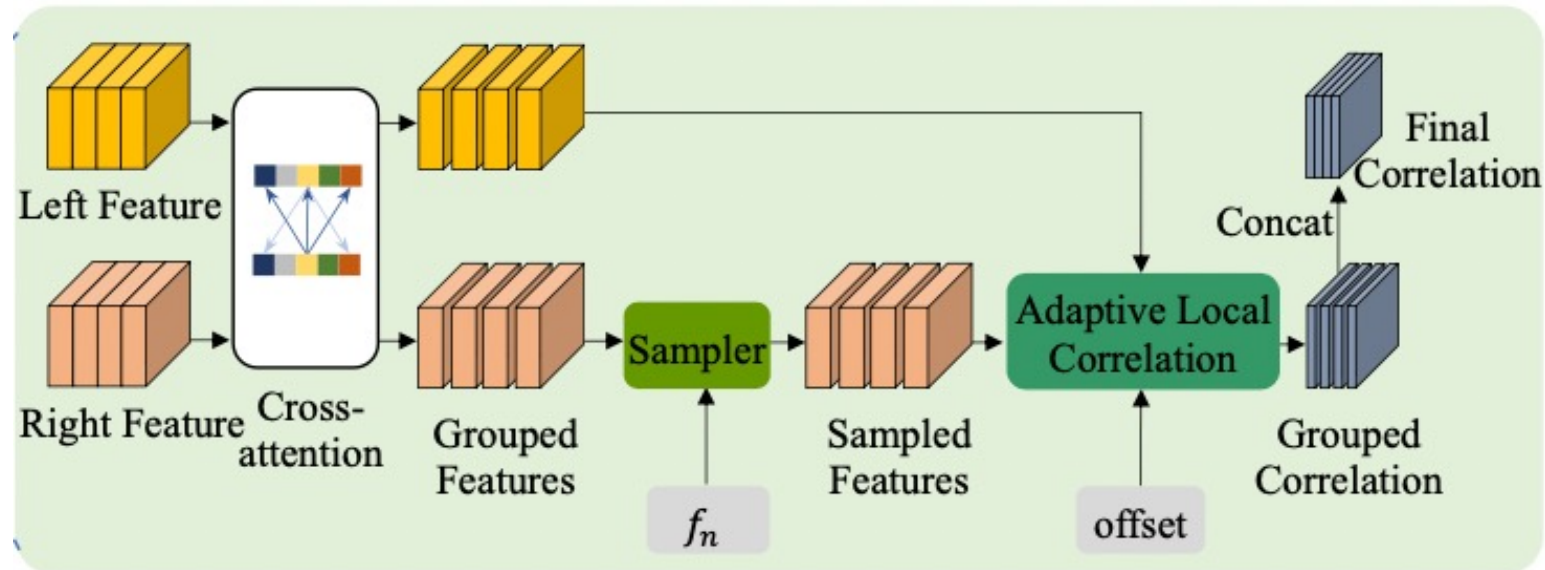 Left Feature
Right Feature
Cross-
attention
Grouped
Features
Sampler
f_n
Sampled
Features
Adaptive Local
Correlation
offset
Grouped
Correlation
Concat
Final
Correlation